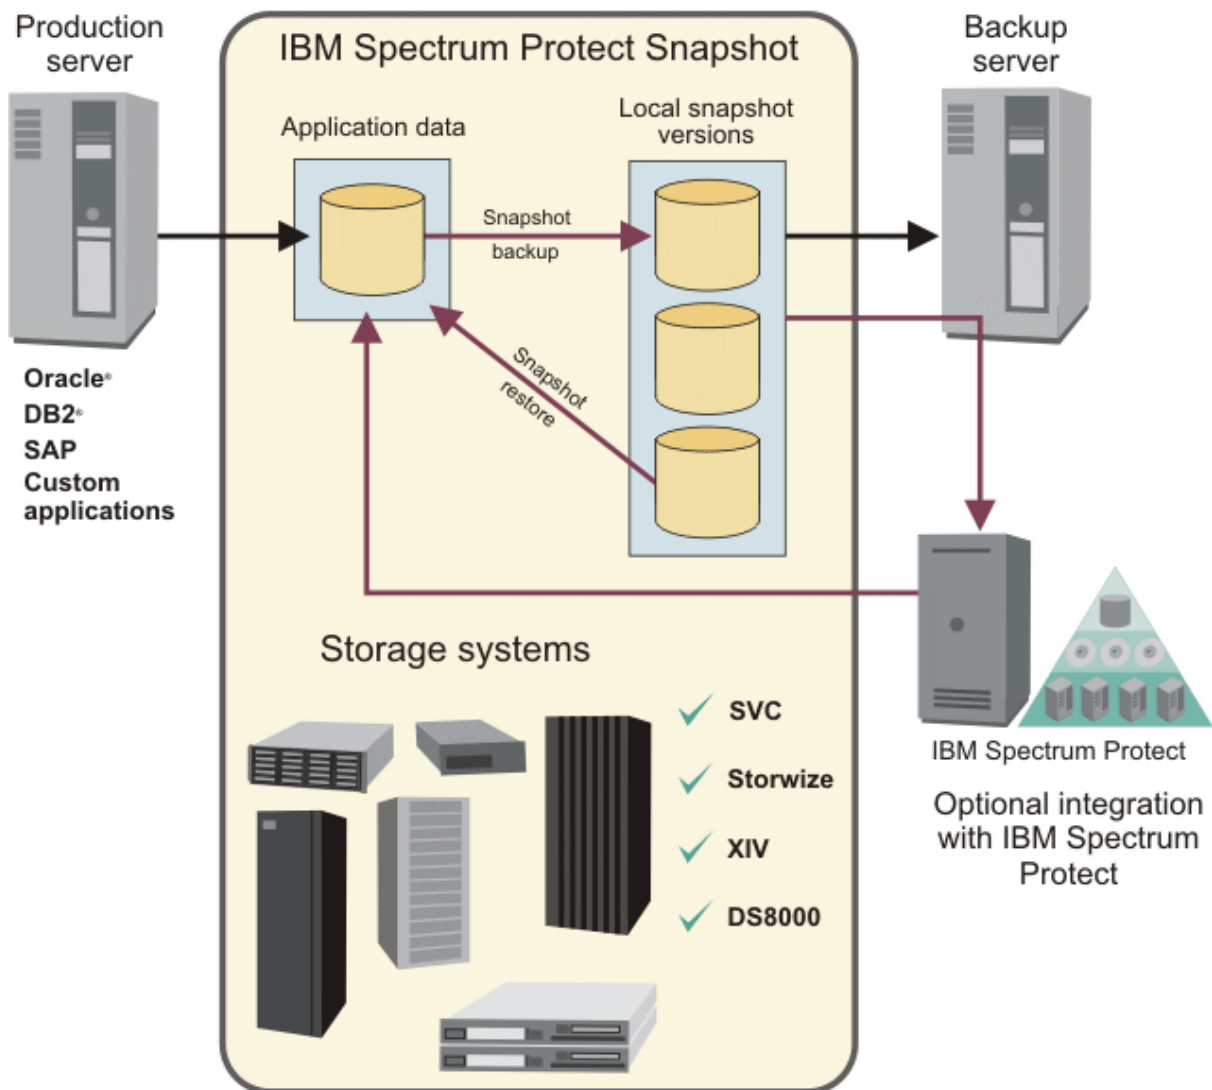 Production
server
IBM Spectrum Protect Snapshot
Backup
server
Application data
Local snapshot
versions
Snapshot
backup
Snapshot
restore
Oracle®
DB2®
SAP
Custom
applications
Storage systems
SVC
Storwize
XIV
DS8000
IBM Spectrum Protect
Optional integration
with IBM Spectrum
Protect